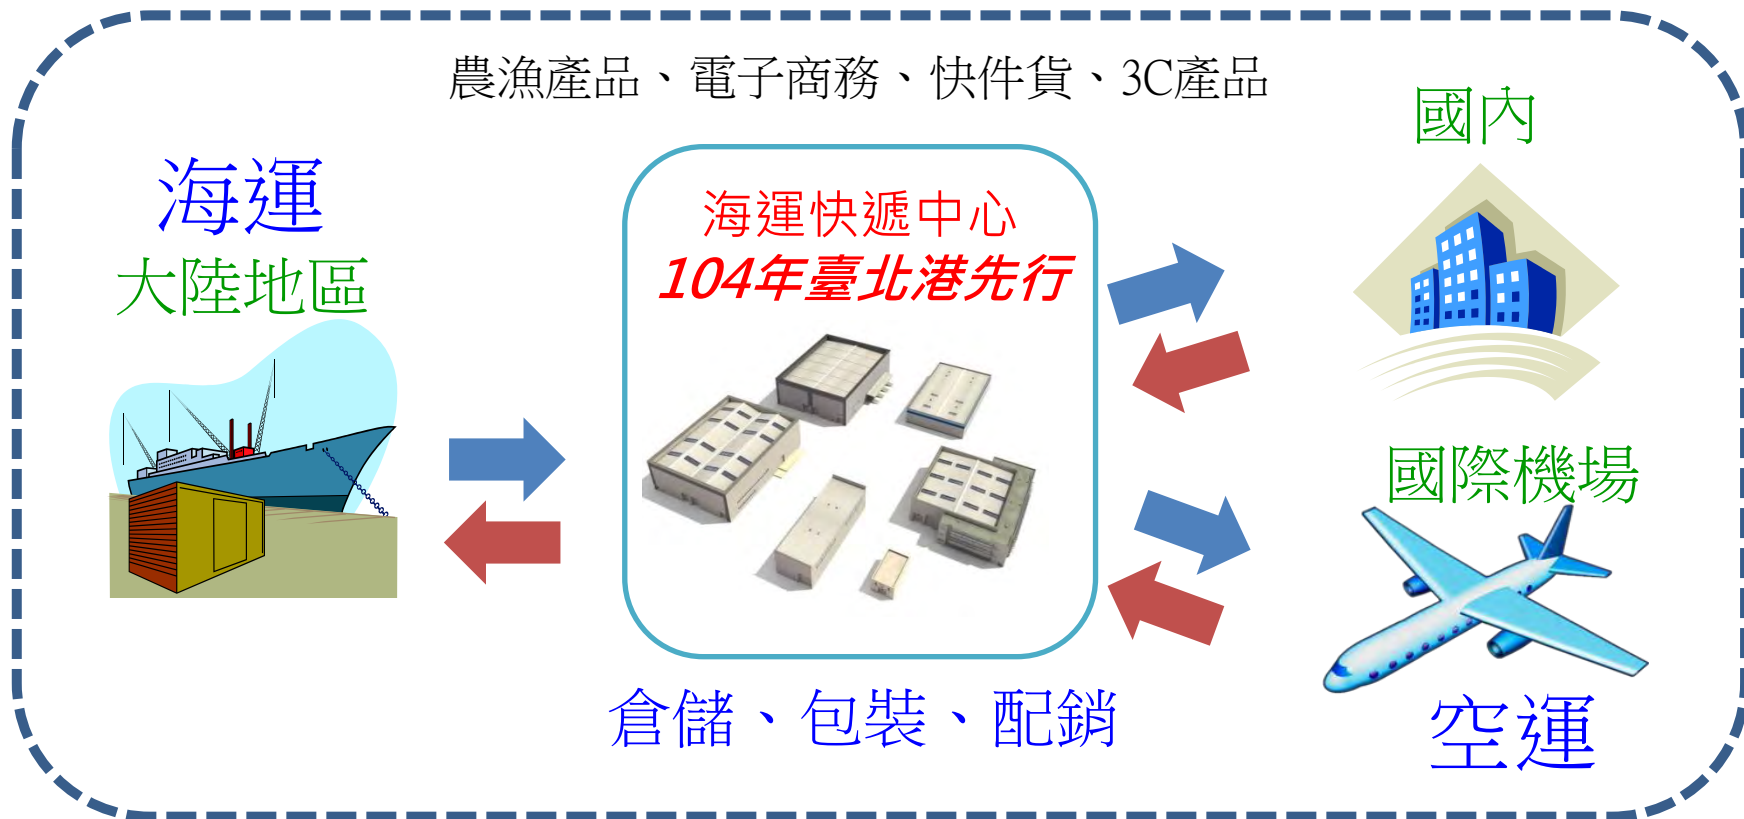 農漁產品、電子商務、快件貨、3C產品
國內
海運
大陸地區
海運快遞中心
104年臺北港先行
國際機場
倉儲、包裝、配銷
空運